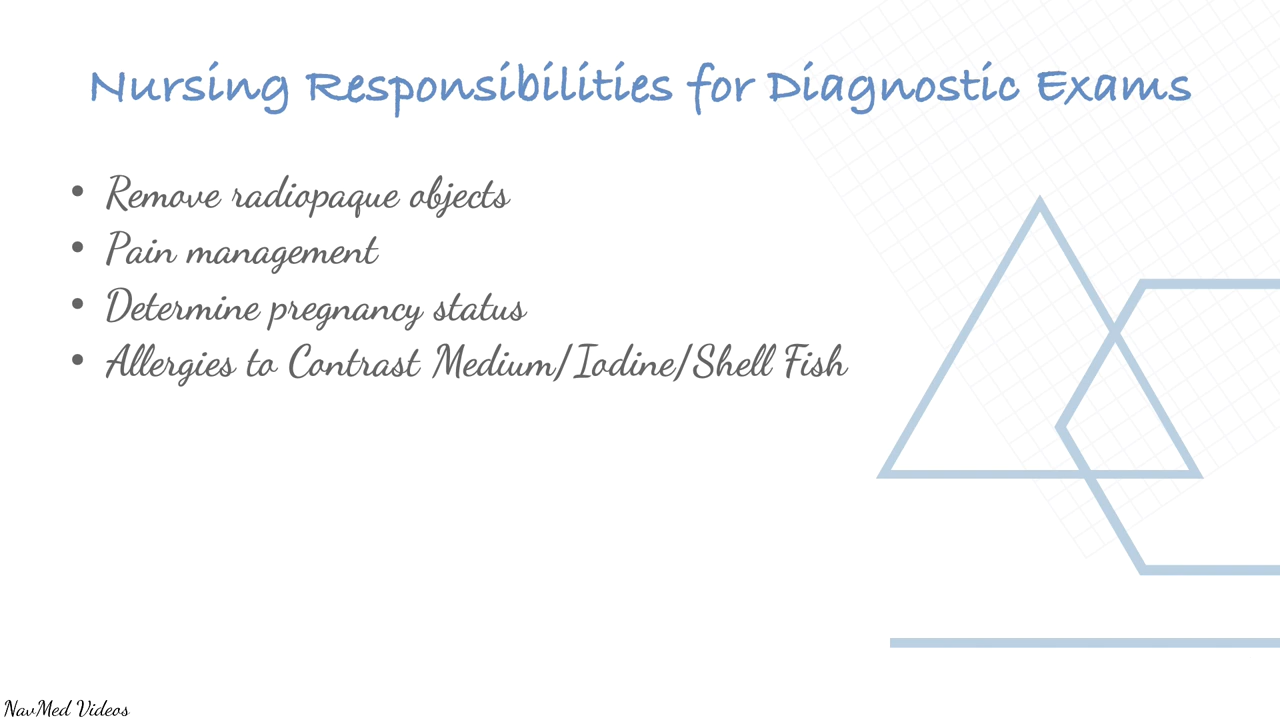 Nursing Responsibilities for Diagnostic Exams
• Remove radiopaque objects
• Pain management
• Determine pregnancy status
• Allergies to Contrast Medium/Iodine/Shell Fish
NavMed Videos